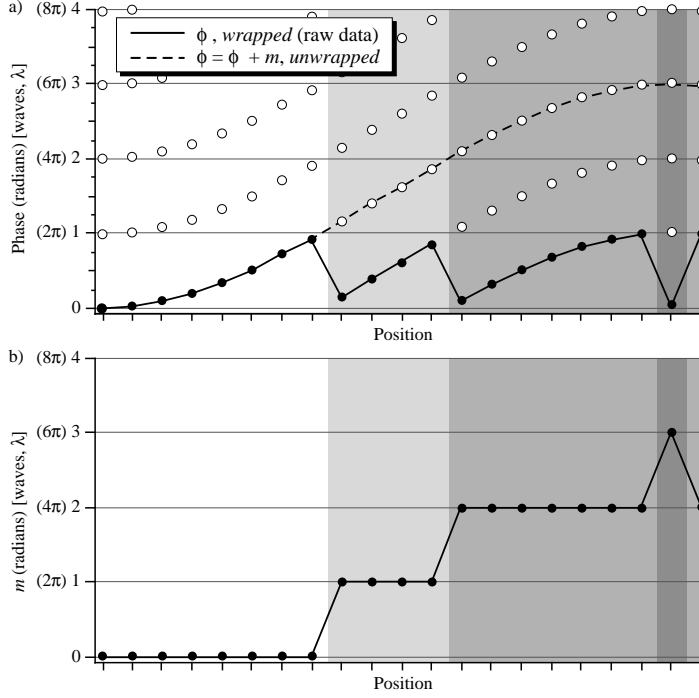 a)
(8π) 4
(6π) 3
(4π) 2
(2π) 1
0
Phase (radians) [waves, λ]
ϕ , wrapped (raw data)
ϕ = ϕ + m, unwrapped
Position
b)
(8π) 4
(6π) 3
(4π) 2
(2π) 1
0
m (radians) [waves, λ]
Position